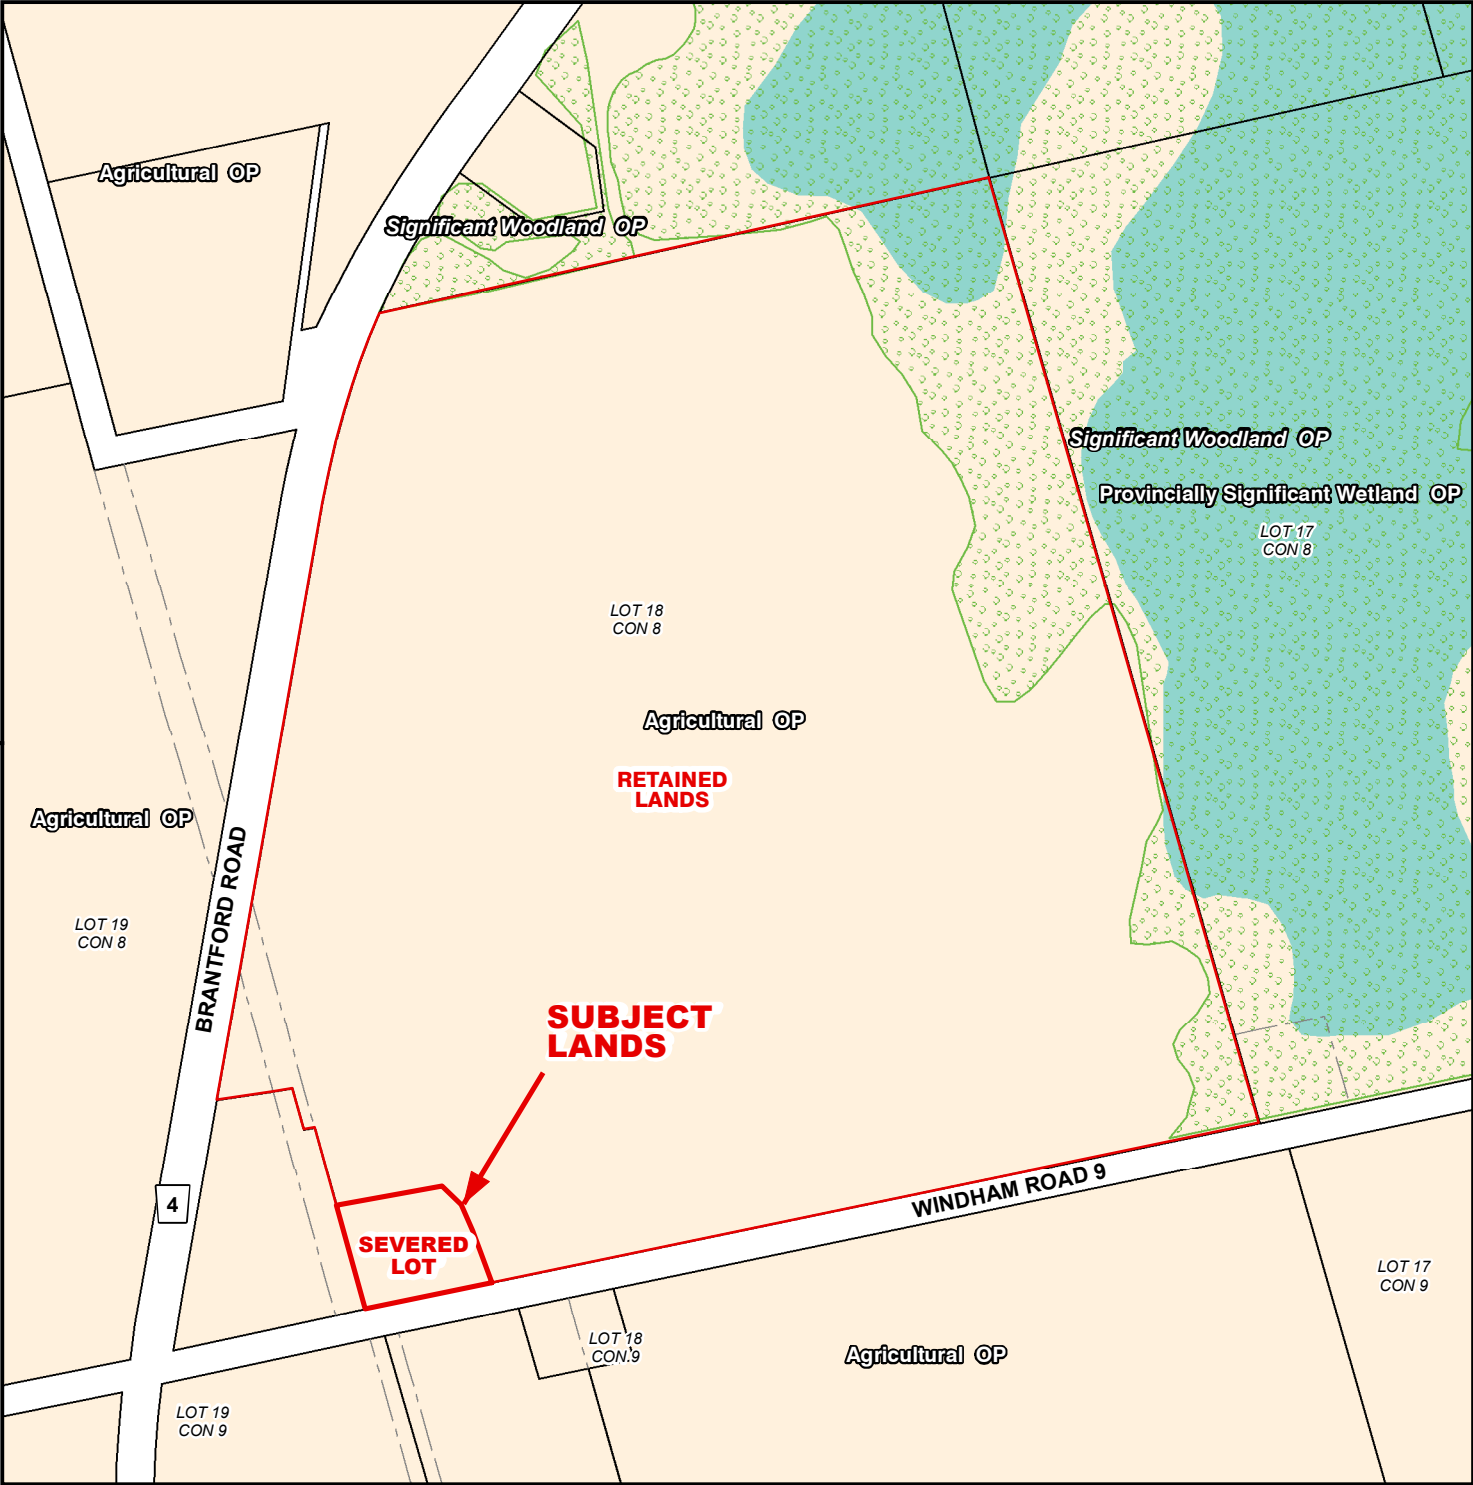 Agricultural OP
Significant Woodland OP
Significant Woodland OP
Provincially Significant Wetland OP
LOT 17
CON 8
LOT 18
CON 8
Agricultural OP
RETAINED
LANDS
Agricultural OP
BRANTFORD ROAD
LOT 19
CON 8
SUBJECT
LANDS
4
WINDHAM ROAD 9
SEVERED
LOT
LOT 17
CON 9
LOT 18
CON 9
Agricultural OP
LOT 19
CON 9